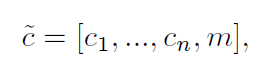 c̃ = [c₁, ..., cₙ, m],